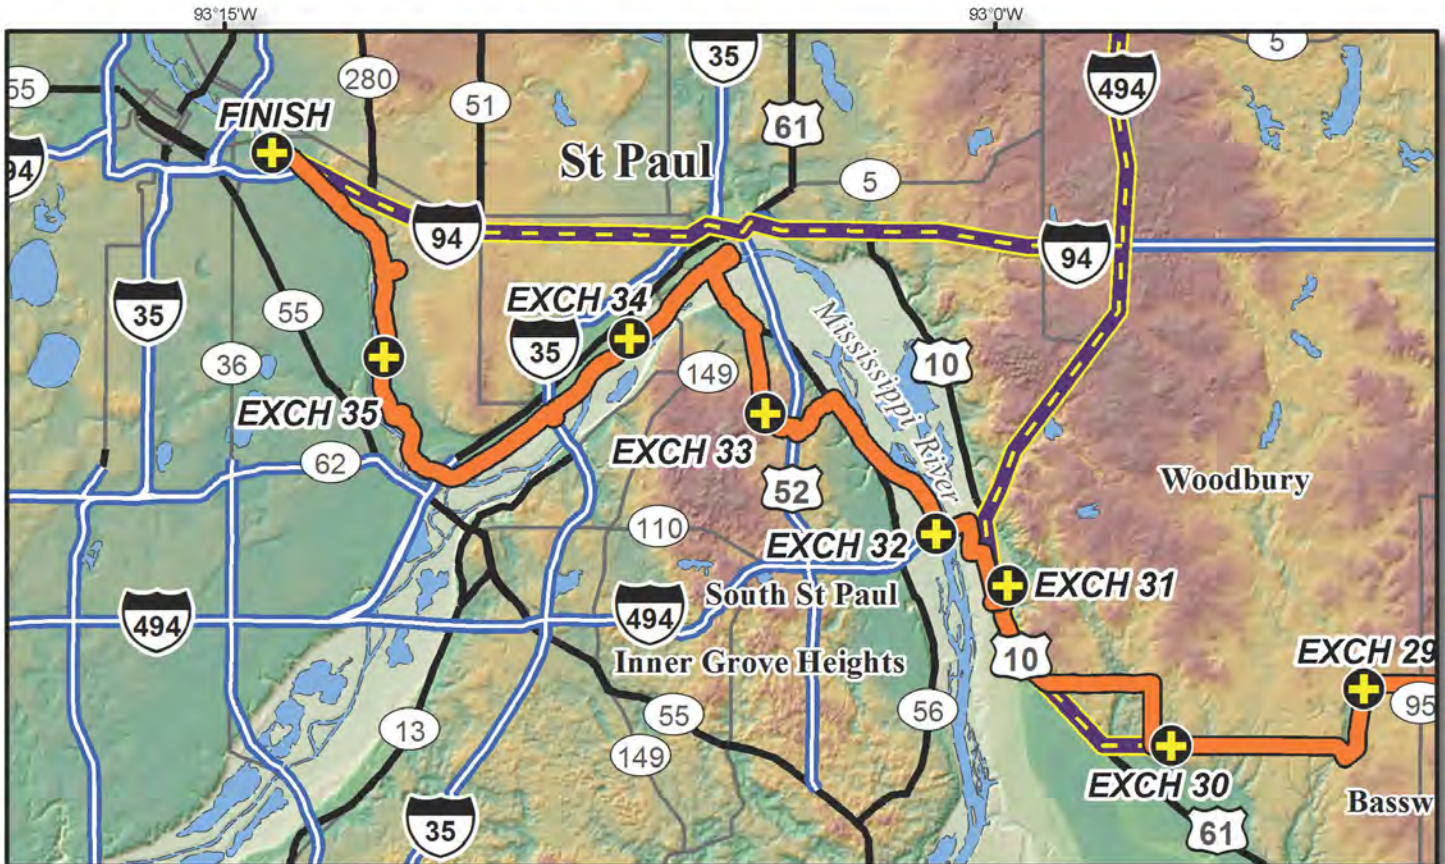 93°15'W
93°0'W
35
5
55
280
51
494
61
FINISH
94
St Paul
5
94
94
35
55
EXCH 34
35
36
149
10
Mississippi River
EXCH 35
EXCH 33
62
52
Woodbury
110
EXCH 32
EXCH 31
South St Paul
494
494
10
Inner Grove Heights
EXCH 29
95
13
55
56
149
EXCH 30
Bassw
35
61